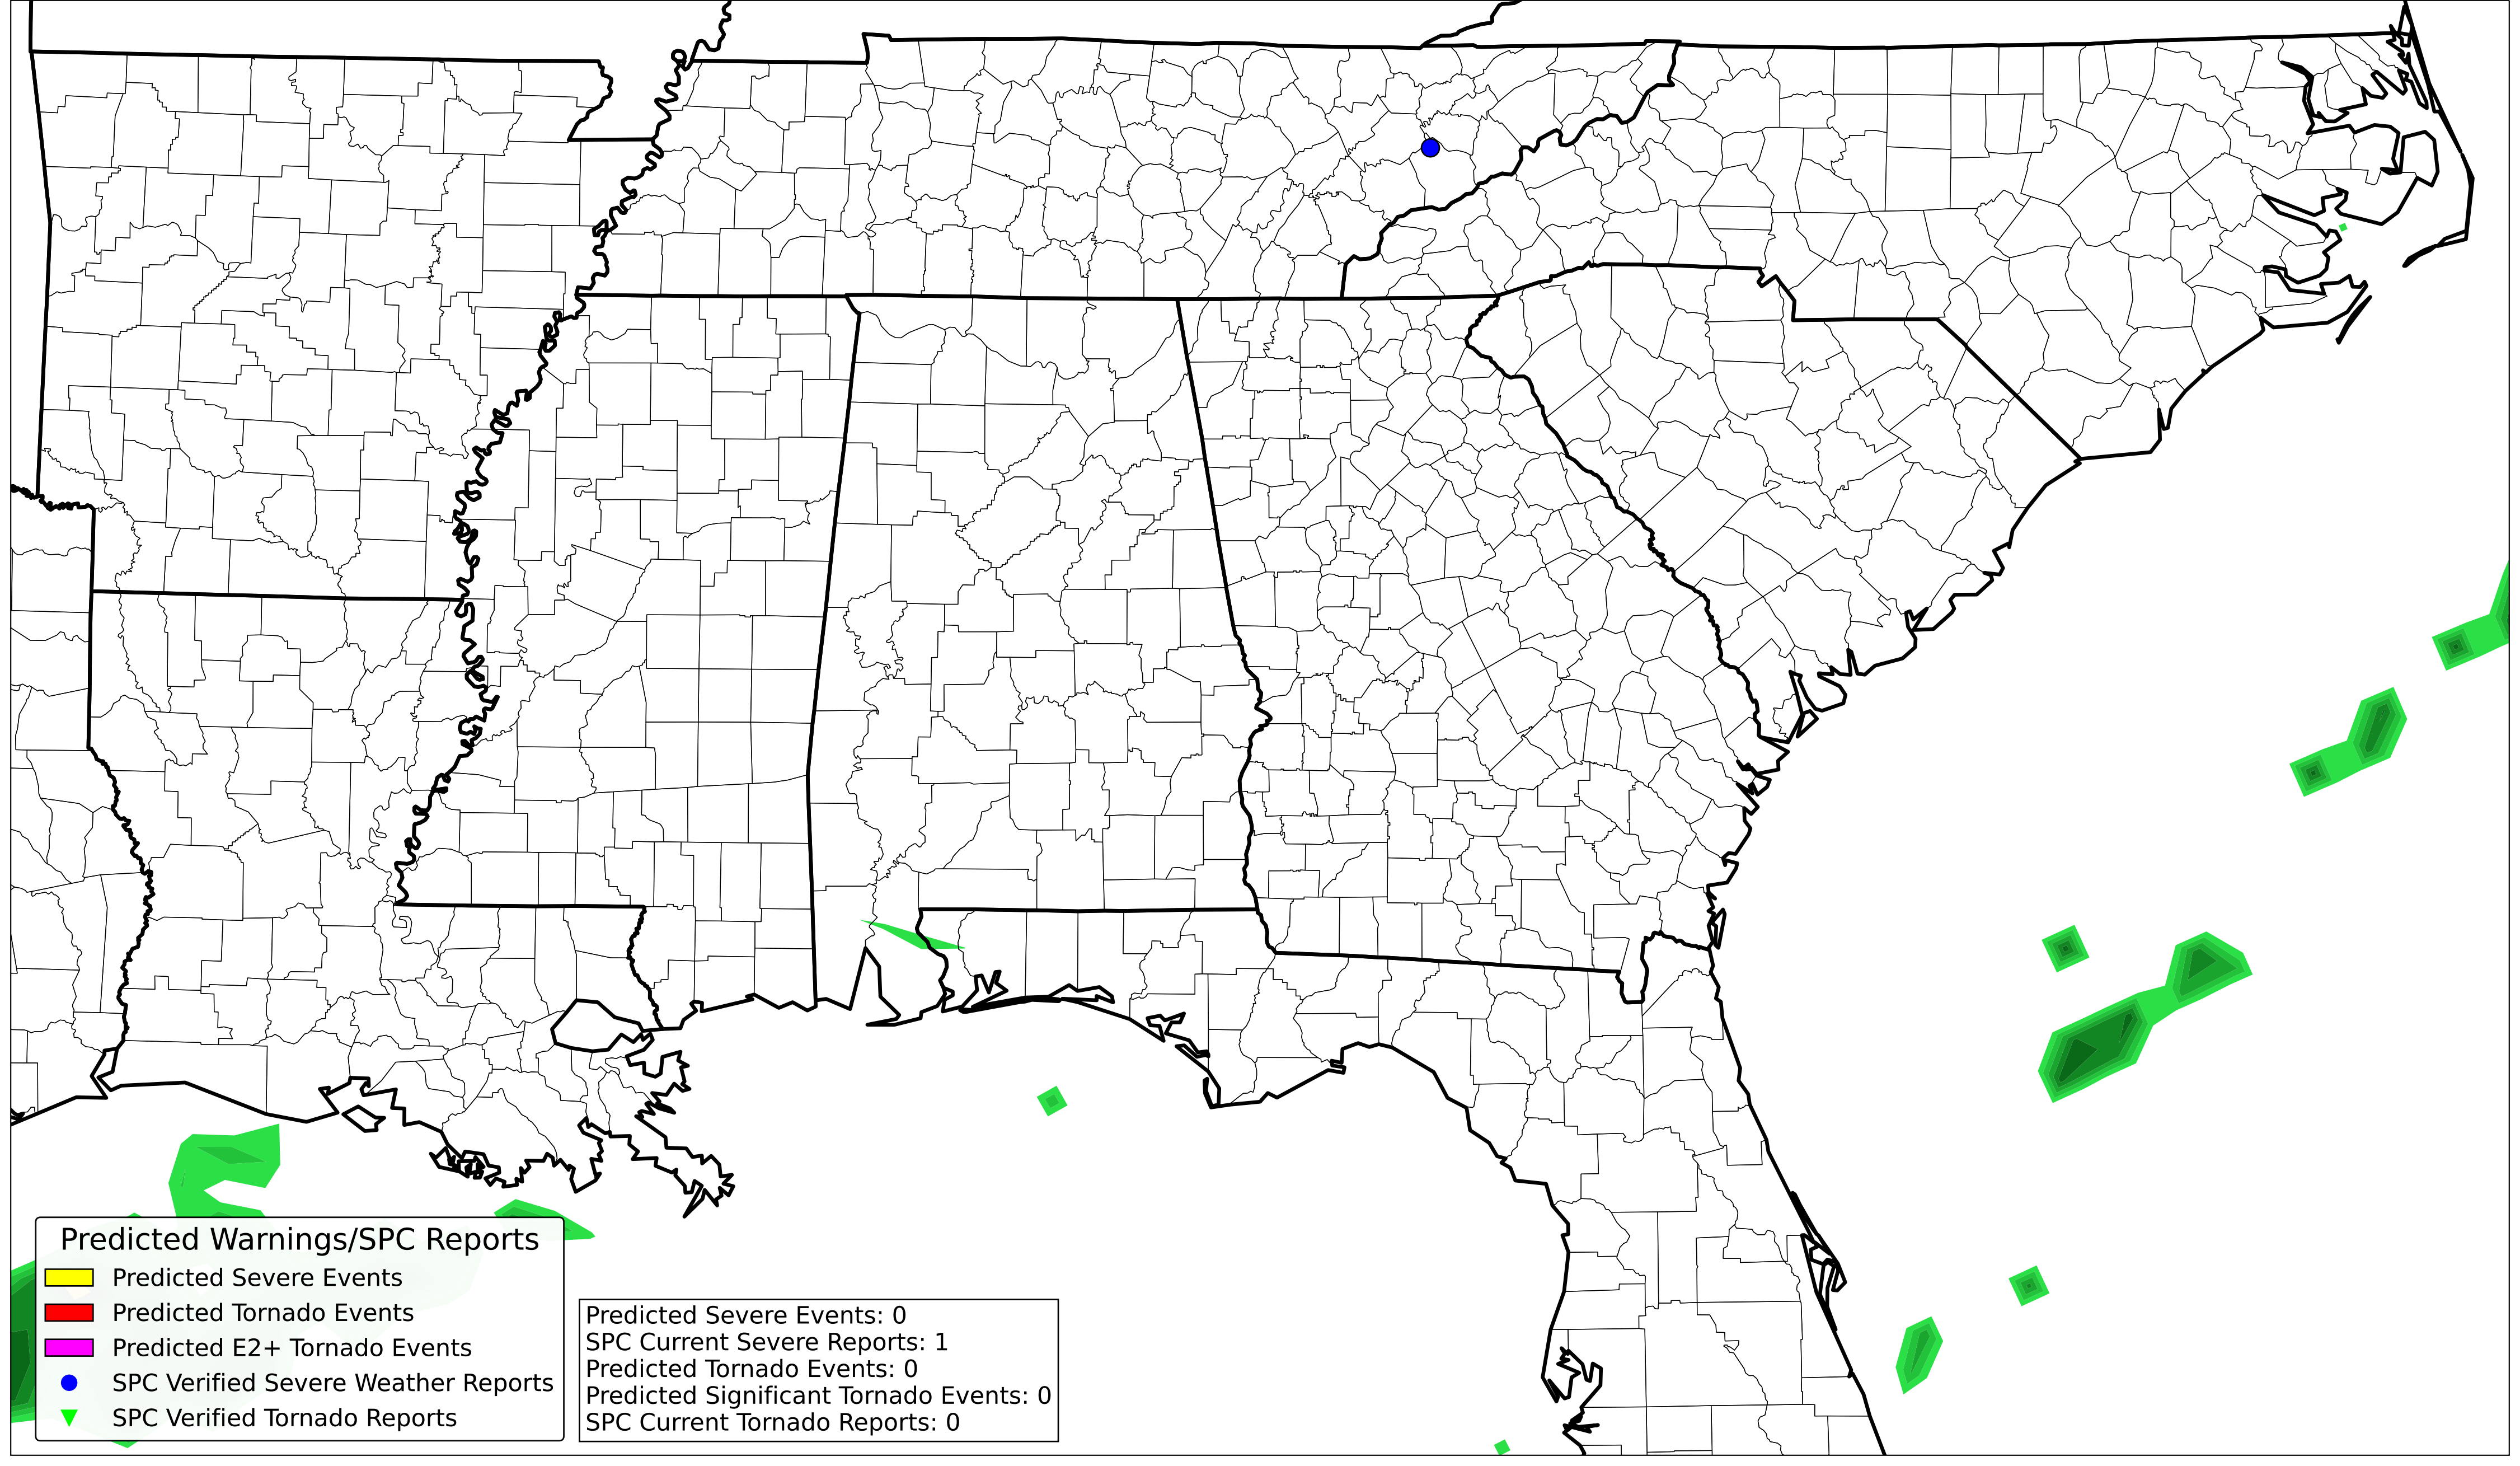 Predicted Warnings/SPC Reports
Predicted Severe Events
Predicted Tornado Events
Predicted E2+ Tornado Events
SPC Verified Severe Weather Reports
SPC Verified Tornado Reports
Predicted Severe Events: 0
SPC Current Severe Reports: 1
Predicted Tornado Events: 0
Predicted Significant Tornado Events: 0
SPC Current Tornado Reports: 0